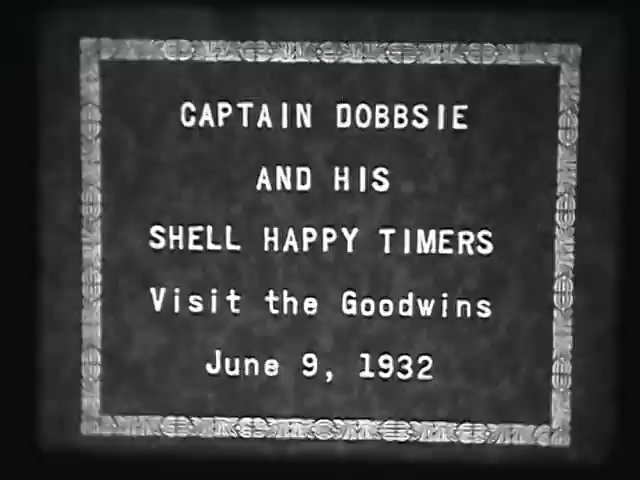 CAPTAIN DOBBSIE
AND HIS
SHELL HAPPY TIMERS
Visit the Goodwins
June 9, 1932